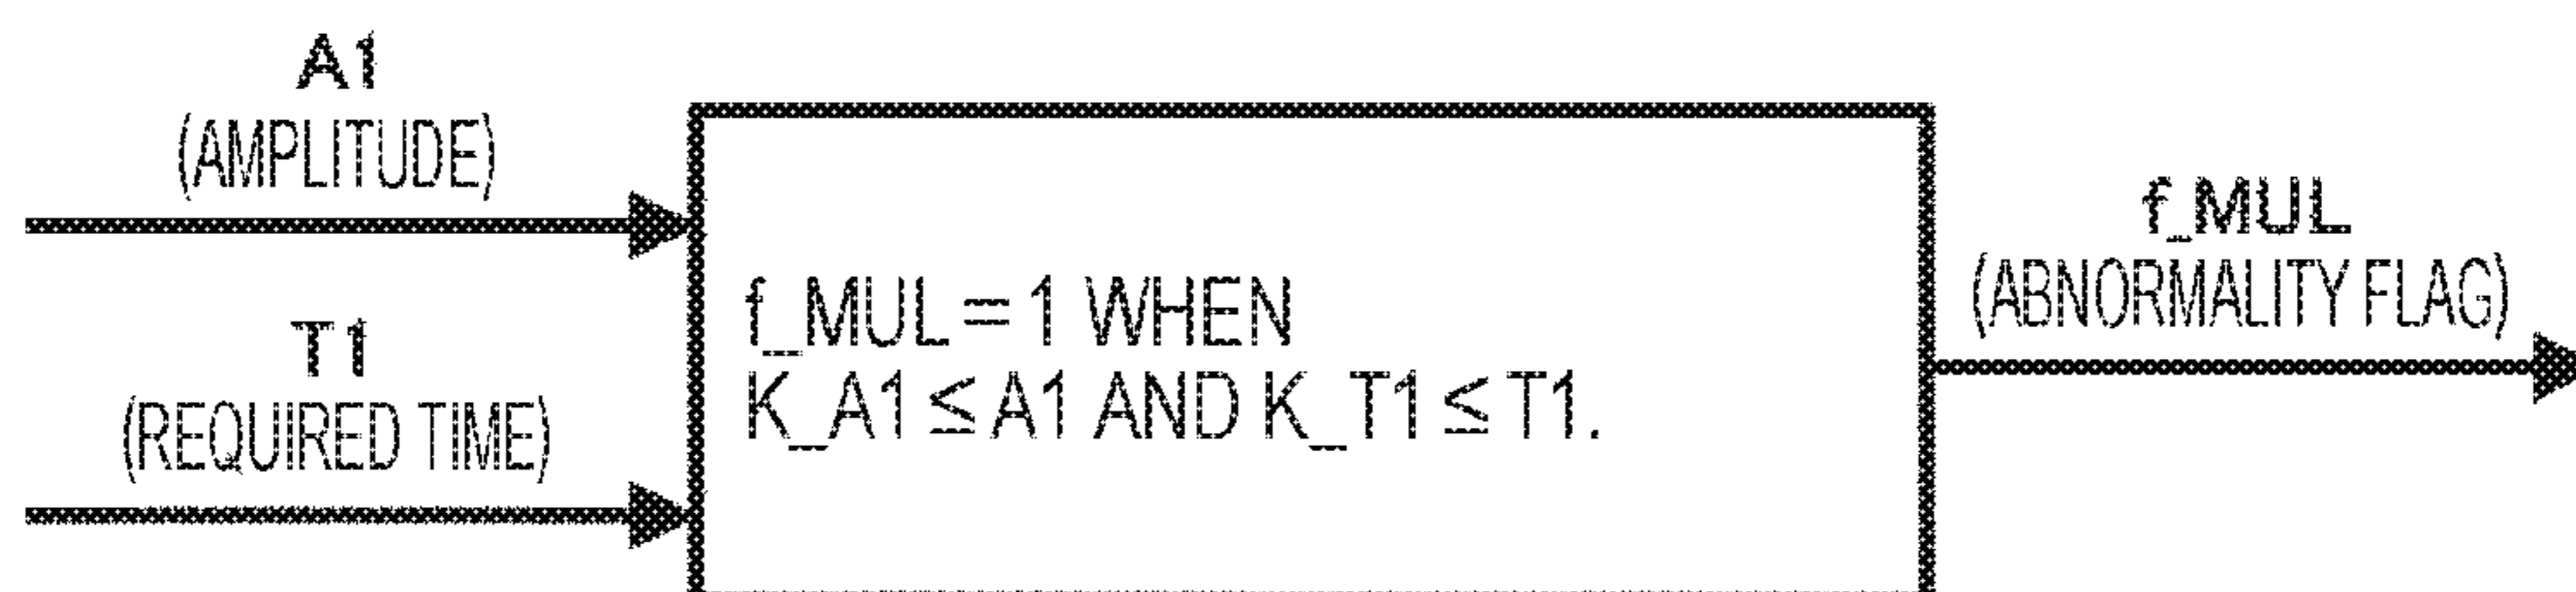 A1
(AMPLITUDE)
T1
(REQUIRED TIME)
f_MUL = 1 WHEN
K_A1 ≤ A1 AND K_T1 ≤ T1.
f_MUL
(ABNORMALITY FLAG)